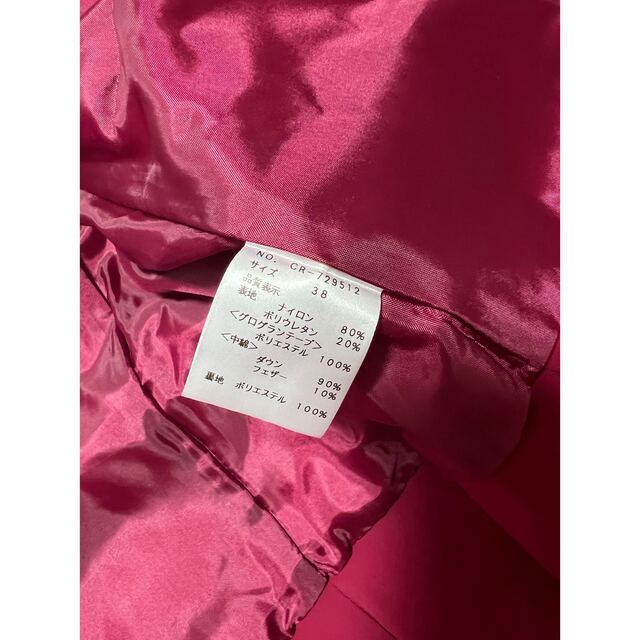 NO. CR-729512
サイズ 38
品質表示
表地 ナイロン 80%
ポリウレタン 20%
<グログランテープ>
ポリエステル 100%
<中綿>
ダウン 90%
フェザー 10%
裏地 ポリエステル 100%